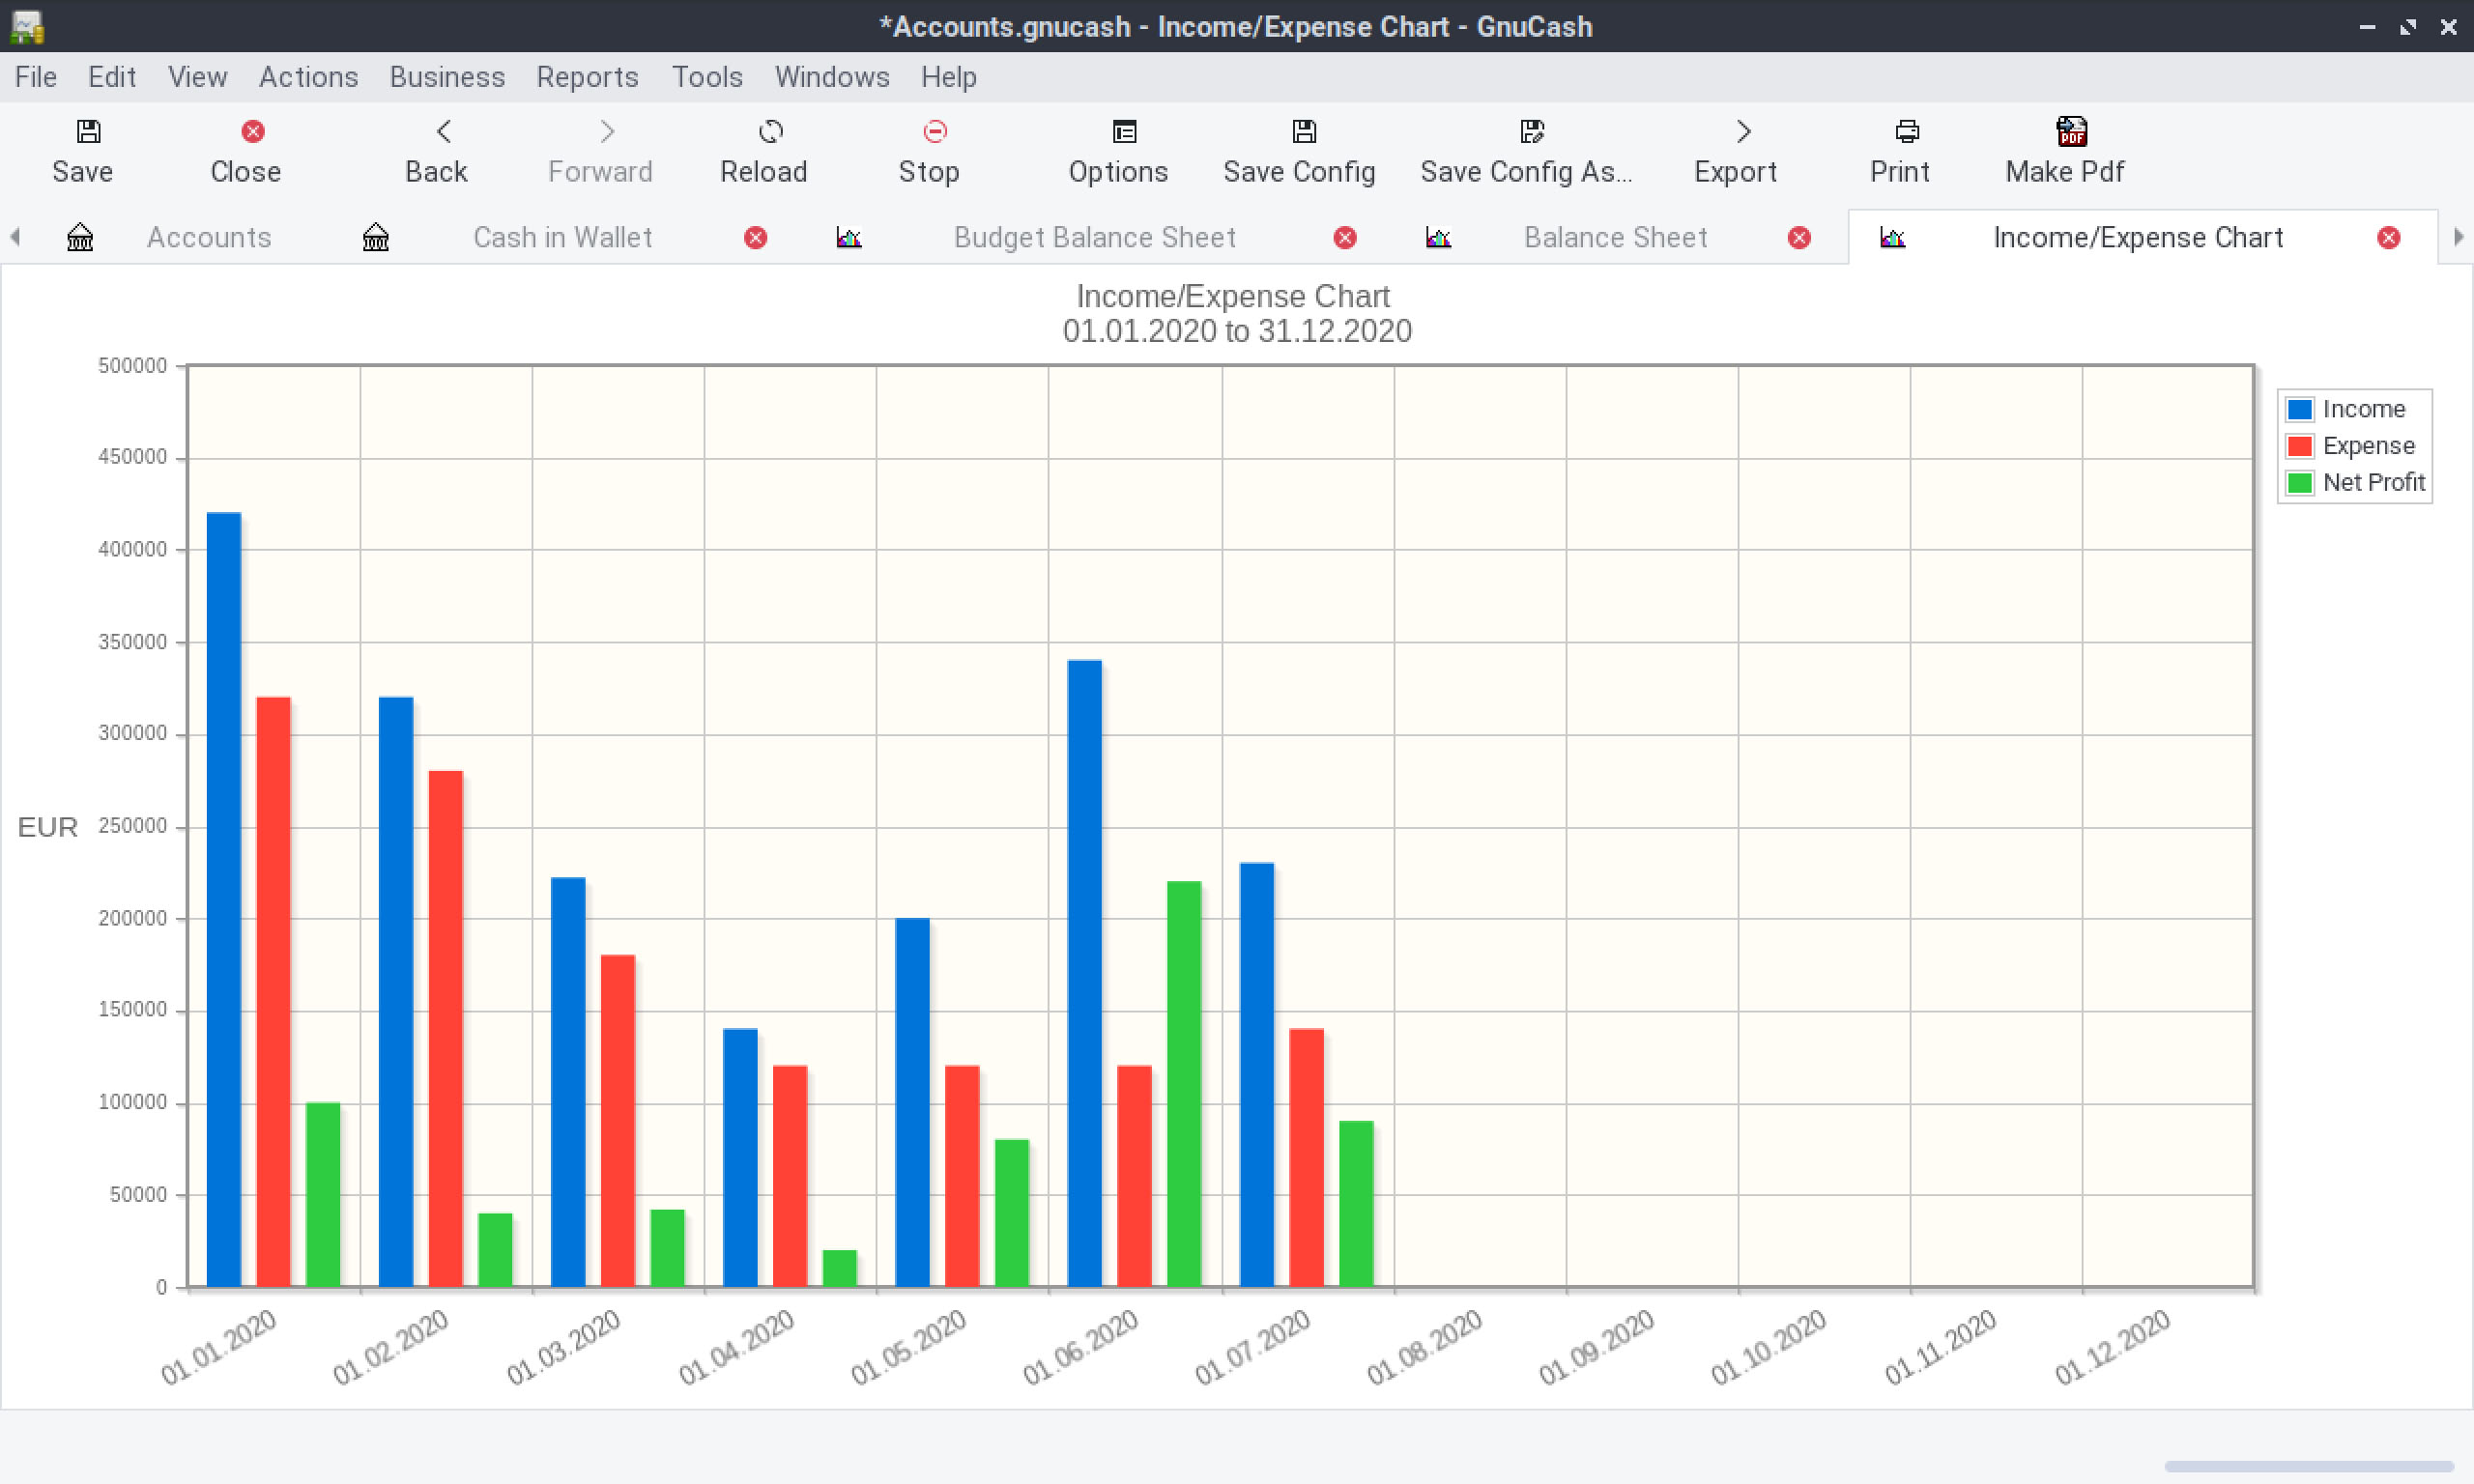 *Accounts.gnucash - Income/Expense Chart - GnuCash
File Edit View Actions Business Reports Tools Windows Help
Save Close Back Forward Reload Stop Options Save Config Save Config As... Export Print Make Pdf
PDF
Accounts Cash in Wallet Budget Balance Sheet Balance Sheet Income/Expense Chart
Income/Expense Chart
01.01.2020 to 31.12.2020
500000
450000
400000
350000
300000
EUR 250000
200000
150000
100000
50000
0
Income
Expense
Net Profit
01.01.2020 01.02.2020 01.03.2020 01.04.2020 01.05.2020 01.06.2020 01.07.2020 01.08.2020 01.09.2020 01.10.2020 01.11.2020 01.12.2020